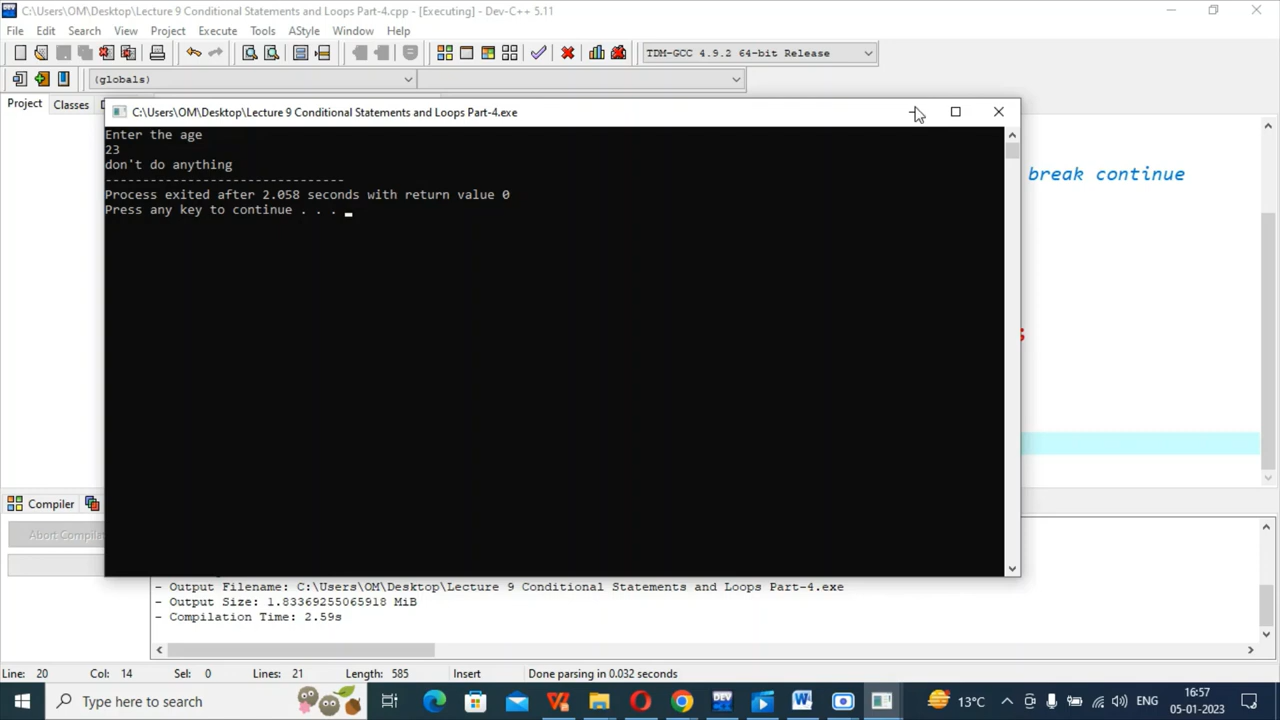 C:\Users\OM\Desktop\Lecture 9 Conditional Statements and Loops Part-4.cpp - [Executing] - Dev-C++ 5.11
File Edit Search View Project Execute Tools AStyle Window Help
TDM-GCC 4.9.2 64-bit Release
(globals)
Project Classes D
C:\Users\OM\Desktop\Lecture 9 Conditional Statements and Loops Part-4.exe
Enter the age
23
don't do anything
--------------------------------
Process exited after 2.058 seconds with return value 0
Press any key to continue . . .
break continue
s
Compiler
Abort Compila
- Output Filename: C:\Users\OM\Desktop\Lecture 9 Conditional Statements and Loops Part-4.exe
- Output Size: 1.83369255065918 MiB
- Compilation Time: 2.59s
Line: 20 Col: 14 Sel: 0 Lines: 21 Length: 585 Insert Done parsing in 0.032 seconds
Type here to search
DEV
13°C
ENG
16:57
05-01-2023